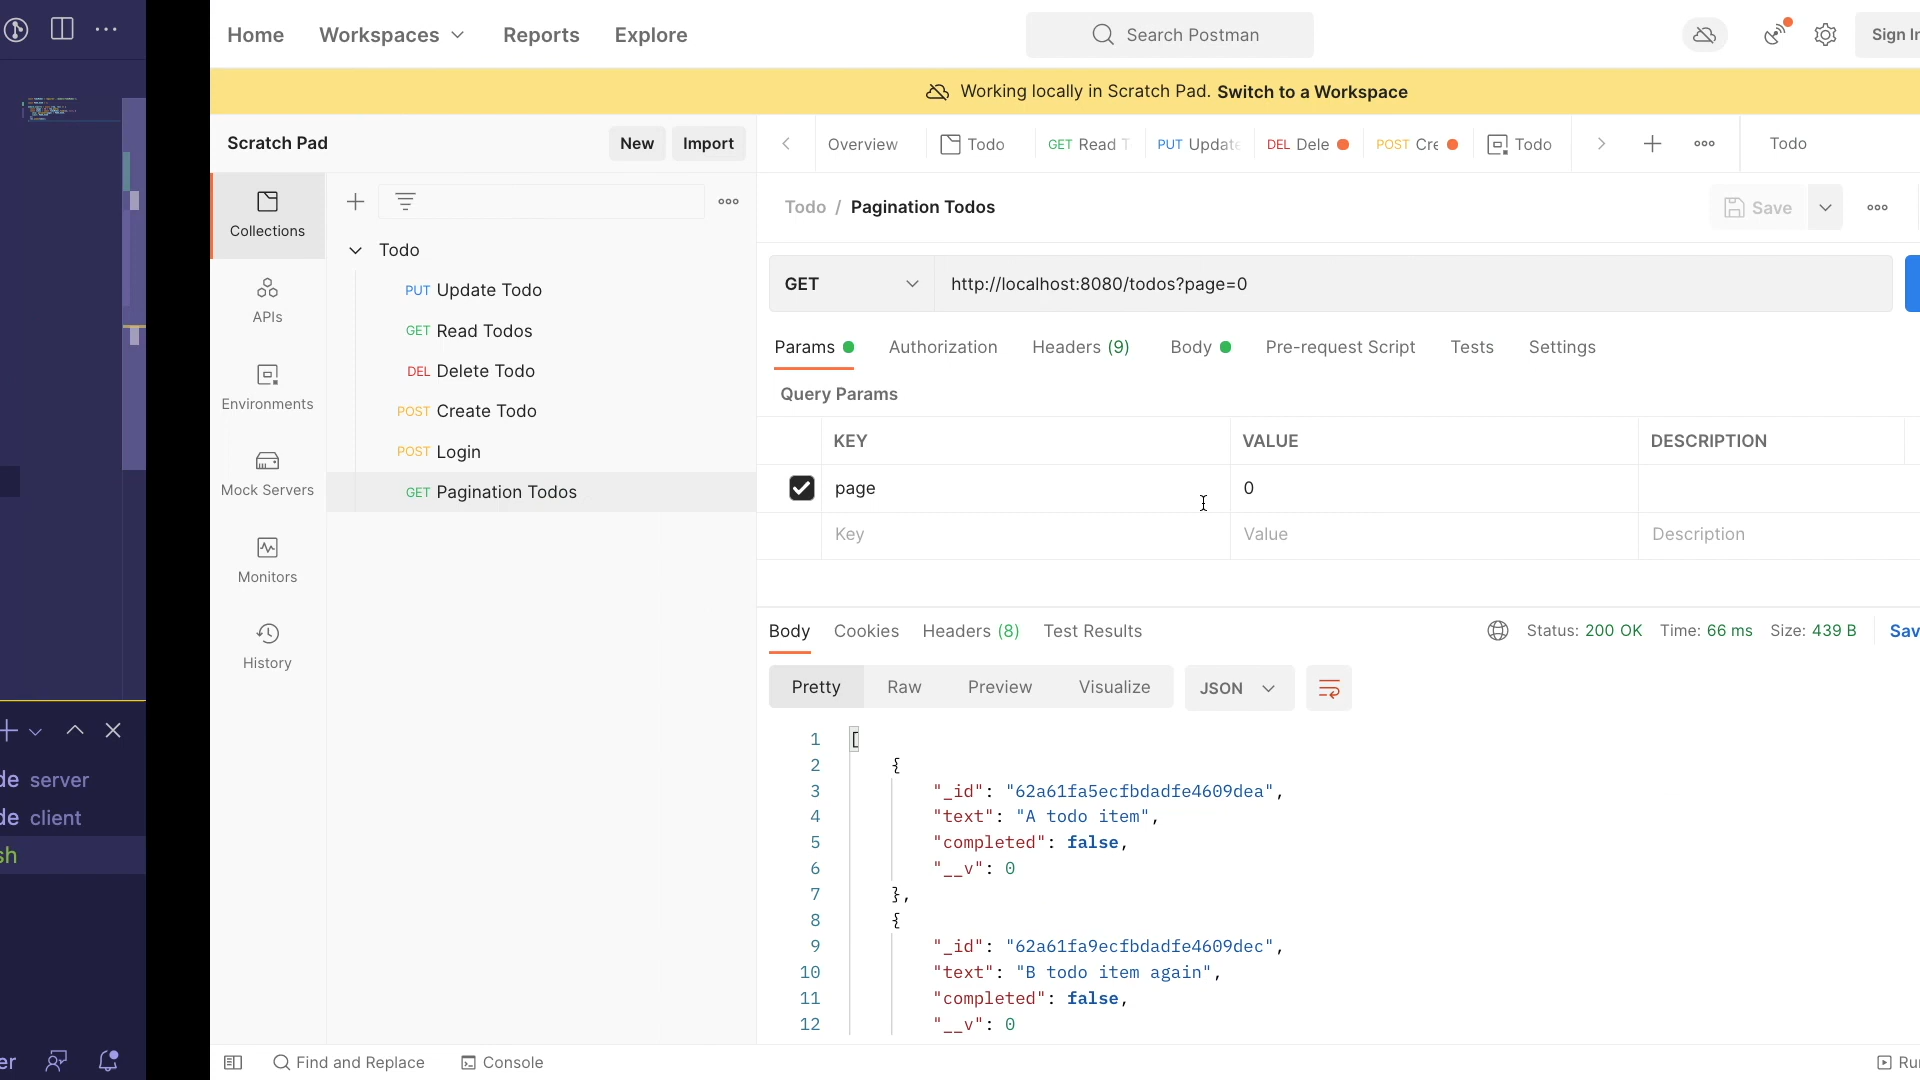 Home Workspaces Reports Explore
Search Postman
Working locally in Scratch Pad. Switch to a Workspace
Scratch Pad New Import
Overview Todo GET Read PUT DEL POST Todo
Todo
Collections
APIs
Environments
Mock Servers
Monitors
History
Todo
PUT Update Todo
GET Read Todos
DEL Delete Todo
POST Create Todo
POST Login
GET Pagination Todos
Todo / Pagination Todos
Save
GET http://localhost:8080/todos?page=0
Params Authorization Headers (9) Body Pre-request Script Tests Settings
Query Params
KEY VALUE DESCRIPTION
page 0
Key Value Description
Body Cookies Headers (8) Test Results
Status: 200 OK Time: 66 ms Size: 439 B
Pretty Raw Preview Visualize JSON
1 [
2 {
3 "_id": "62a61fa5ecfbdadfe4609dea",
4 "text": "A todo item",
5 "completed": false,
6 "__v": 0
7 },
8 {
9 "_id": "62a61fa9ecfbdadfe4609dec",
10 "text": "B todo item again",
11 "completed": false,
12 "__v": 0
server
client
Find and Replace Console